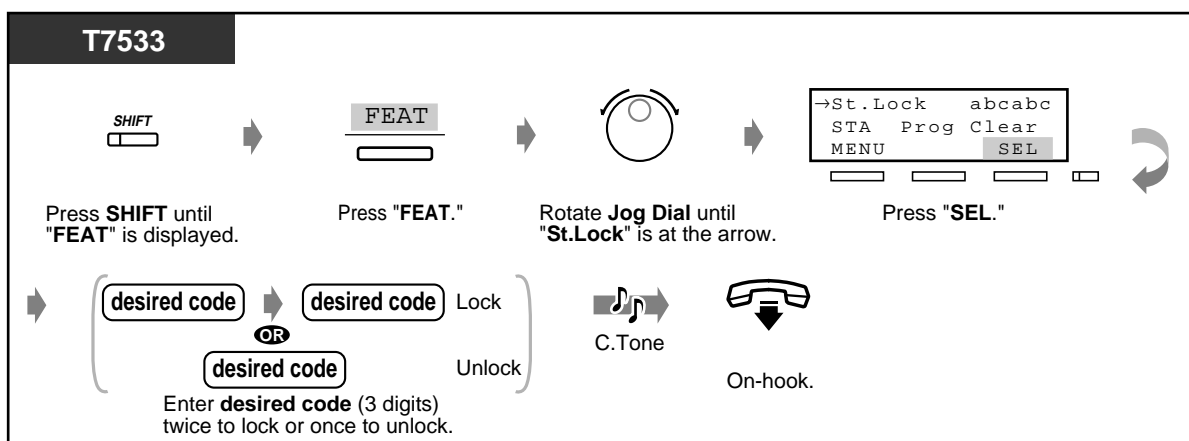 T7533
SHIFT
FEAT
→St.Lock abcabc
STA Prog Clear
MENU SEL
Press SHIFT until
"FEAT" is displayed.
Press "FEAT."
Rotate Jog Dial until
"St.Lock" is at the arrow.
Press "SEL."
desired code desired code Lock
OR
desired code Unlock
Enter desired code (3 digits)
twice to lock or once to unlock.
C.Tone
On-hook.